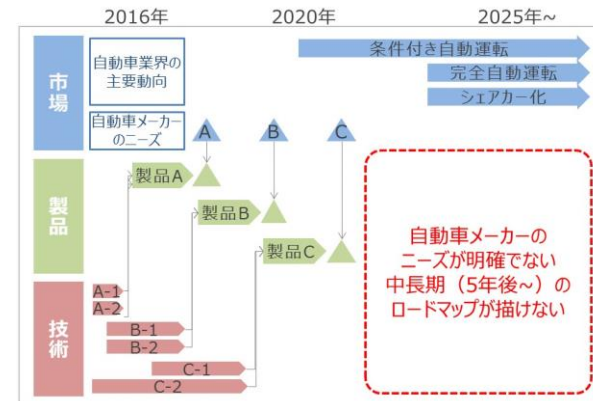 2016年
2020年
2025年~
市場
自動車業界の
主要動向
自動車メーカー
のニーズ
条件付き自動運転
完全自動運転
シェアカー化
A
B
C
製品
製品A
製品B
製品C
技術
A-1
A-2
B-1
B-2
C-1
C-2
自動車メーカーの
ニーズが明確でない
中長期（5年後~）の
ロードマップが描けない